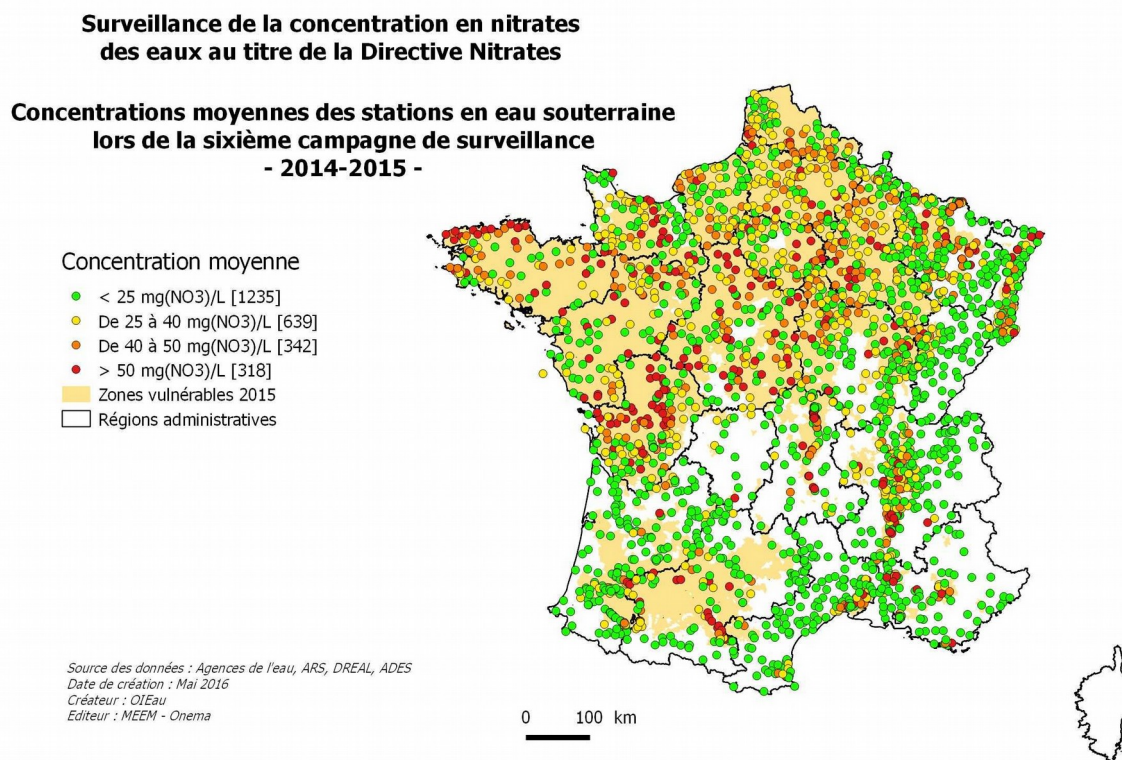 Surveillance de la concentration en nitrates
des eaux au titre de la Directive Nitrates
Concentrations moyennes des stations en eau souterraine
lors de la sixième campagne de surveillance
- 2014-2015 -
Concentration moyenne
< 25 mg(NO3)/L [1235]
De 25 à 40 mg(NO3)/L [639]
De 40 à 50 mg(NO3)/L [342]
> 50 mg(NO3)/L [318]
Zones vulnérables 2015
Régions administratives
Source des données : Agences de l'eau, ARS, DREAL, ADES
Date de création : Mai 2016
Créateur : OIEau
Editeur : MEEM - Onema
0 100 km